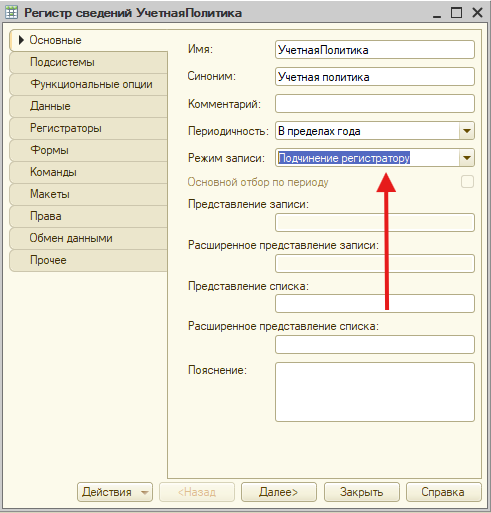 Регистр сведений УчетнаяПолитика
Основные
Подсистемы
Функциональные опции
Данные
Регистраторы
Формы
Команды
Макеты
Права
Обмен данными
Прочее
Имя: УчетнаяПолитика
Синоним: Учетная политика
Комментарий:
Периодичность: В пределах года
Режим записи: Подчинение регистратору
Основной отбор по периоду
Представление записи:
Расширенное представление записи:
Представление списка:
Расширенное представление списка:
Пояснение:
Действия <Назад Далее> Закрыть Справка